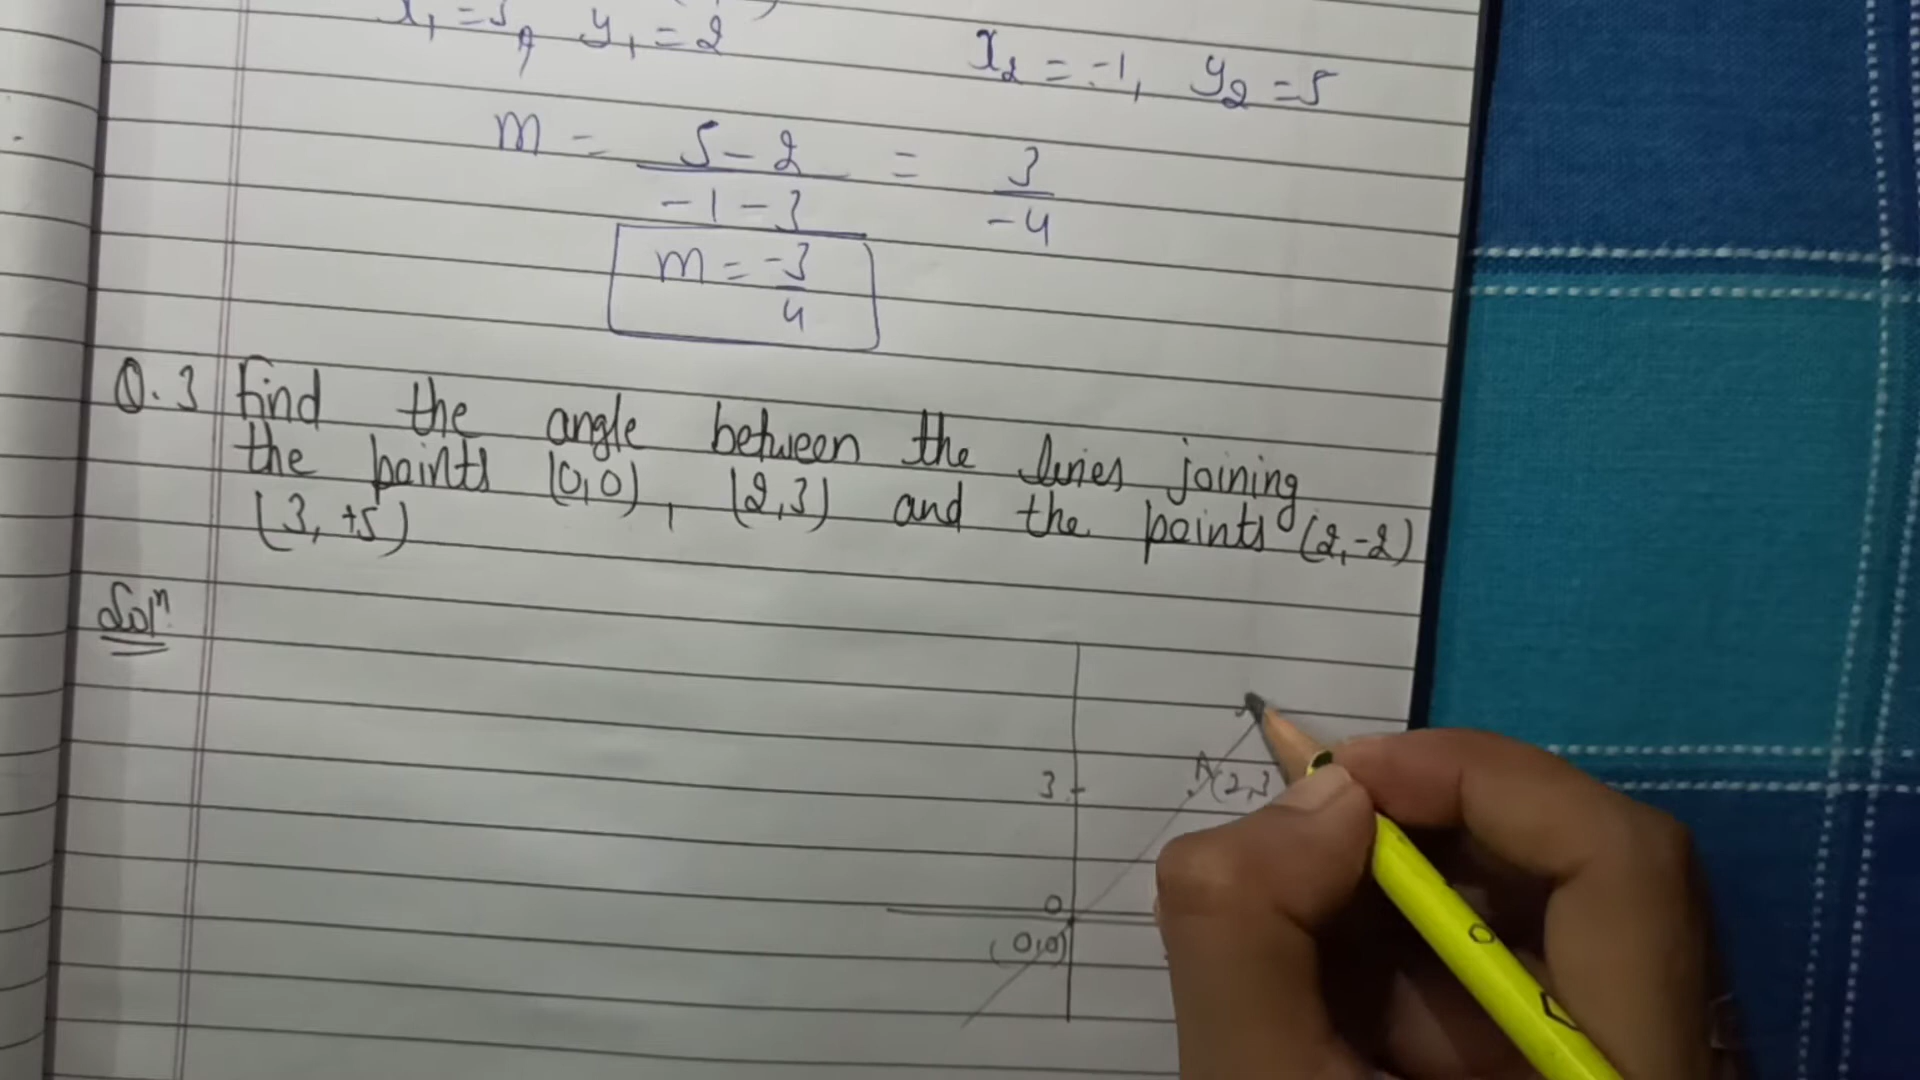 x₁ = 3, y₁ = 2
x₂ = -1, y₂ = 5
m = 5-2 / -1-3 = 3 / -4
m = -3 / 4
Q.3 Find the angle between the lines joining
the points (0,0), (2,3) and the points (2,-2)
(3, +5)
Solⁿ
3
A(2,3
0
(0,0)